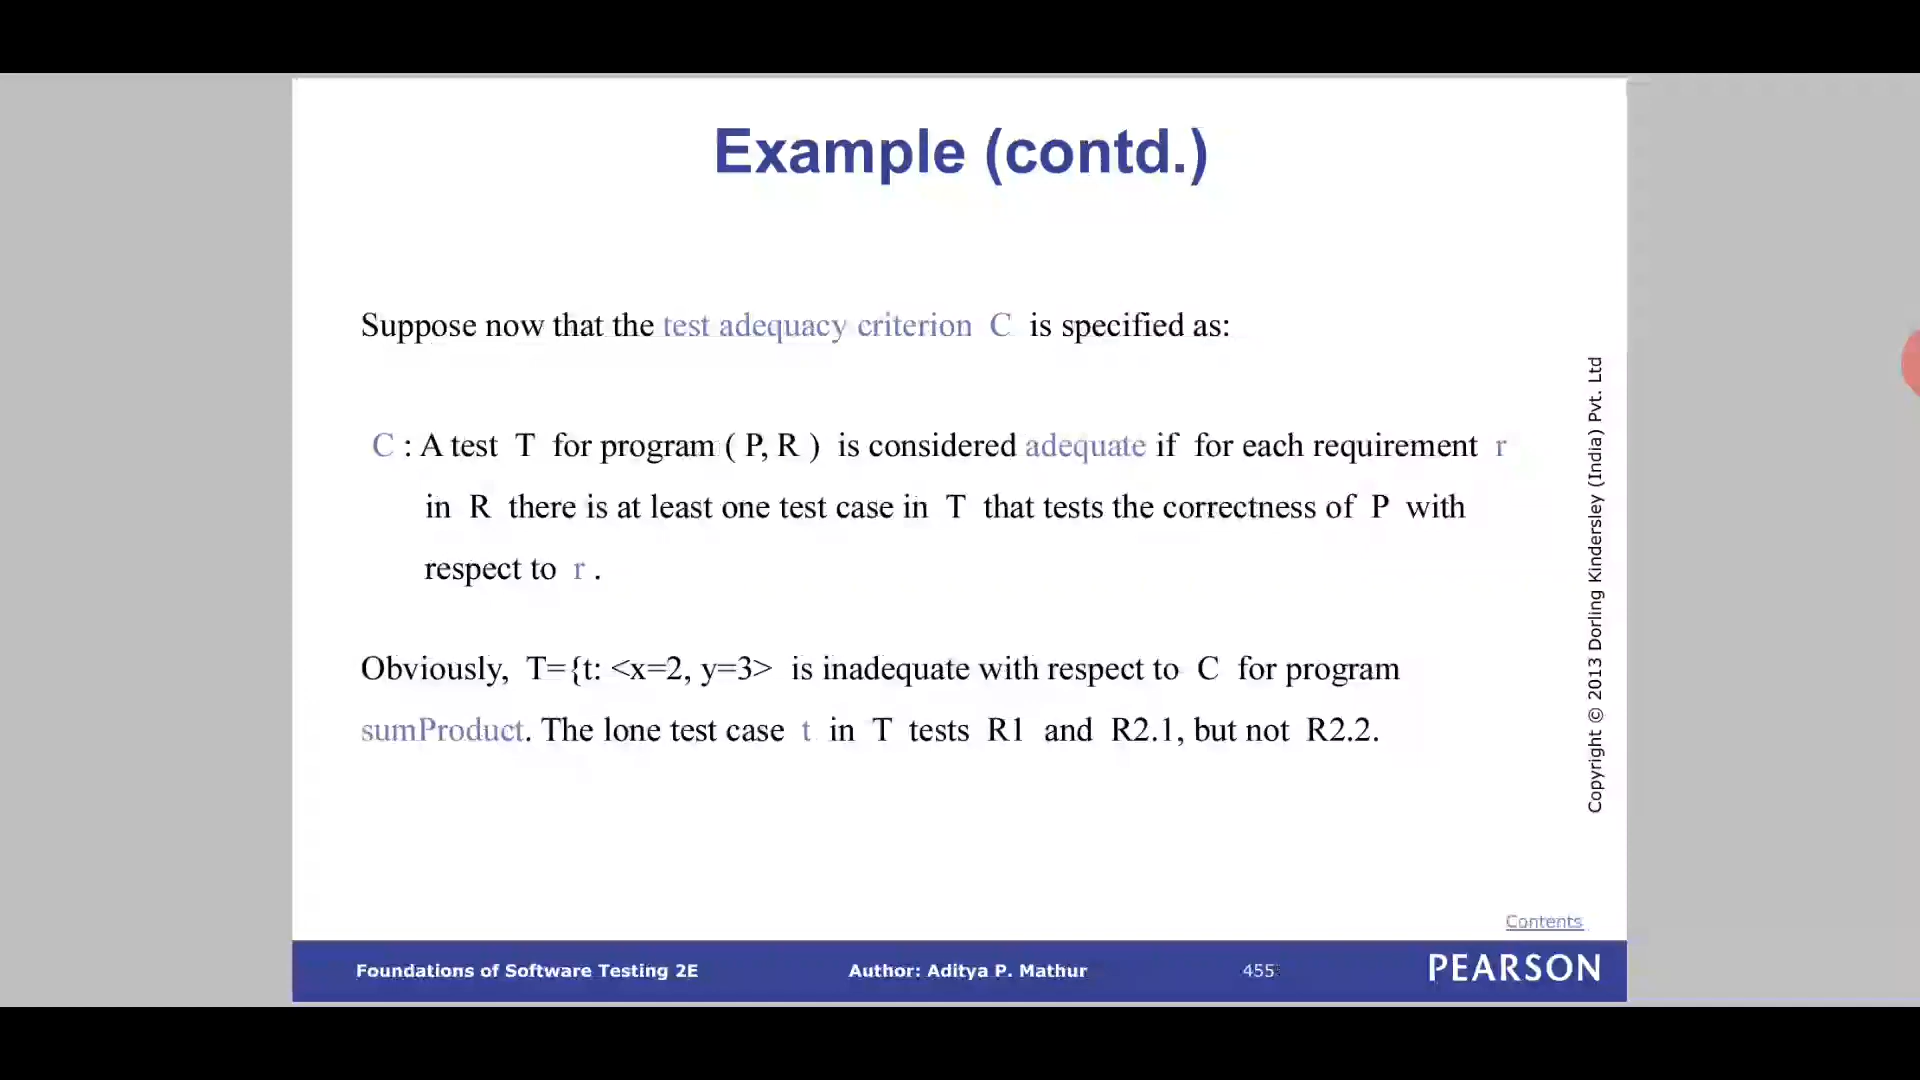 Example (contd.)
Suppose now that the test adequacy criterion C is specified as:
C : A test T for program ( P, R ) is considered adequate if for each requirement r
in R there is at least one test case in T that tests the correctness of P with
respect to r .
Obviously, T={t: <x=2, y=3> is inadequate with respect to C for program
sumProduct. The lone test case t in T tests R1 and R2.1, but not R2.2.
Copyright © 2013 Dorling Kindersley (India) Pvt. Ltd
Contents
Foundations of Software Testing 2E Author: Aditya P. Mathur 455 PEARSON